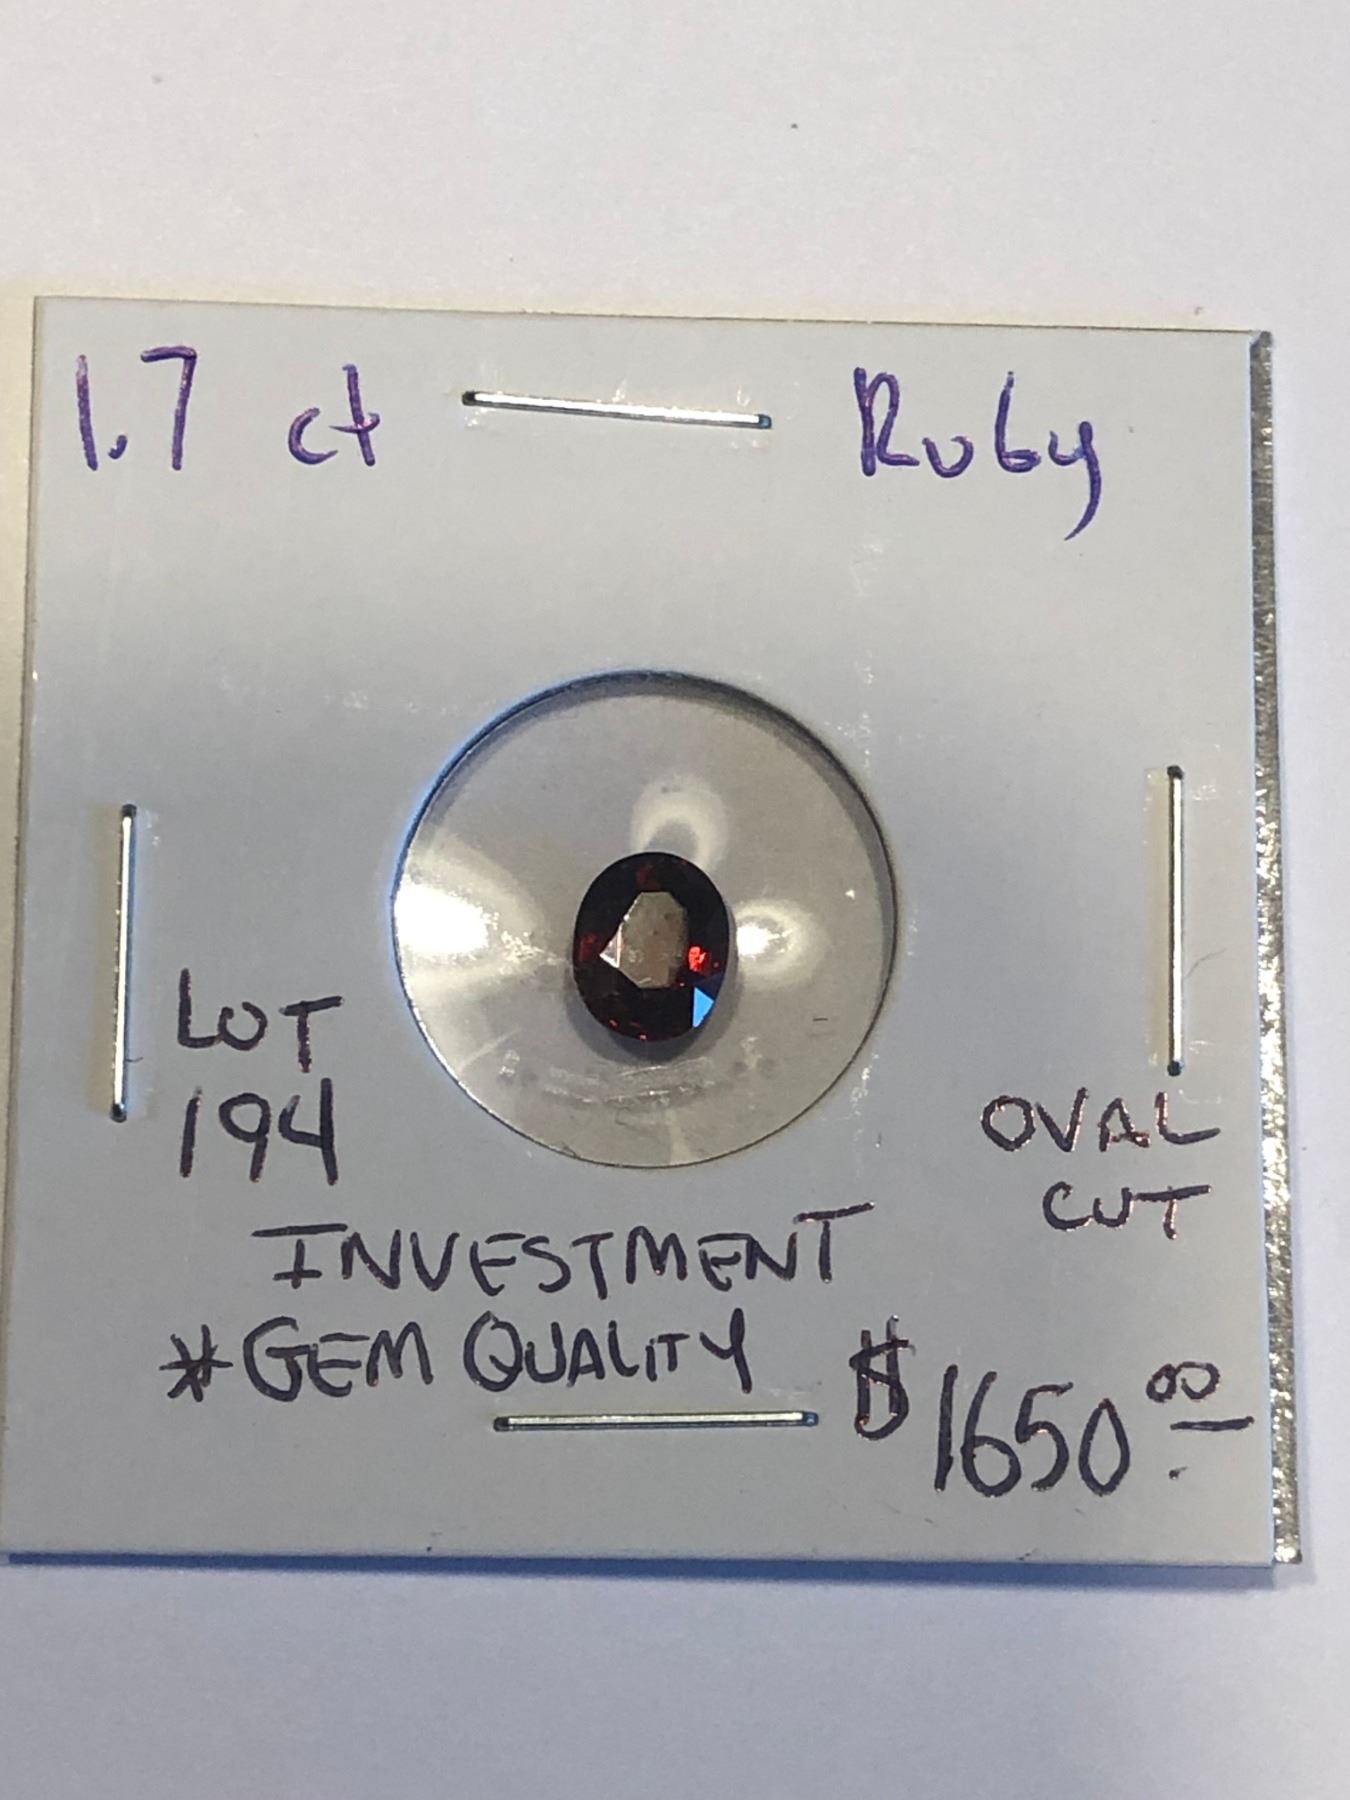 1.7 ct Ruby
LOT
194
OVAL
CUT
INVESTMENT
*GEM QUALITY
$1650.00